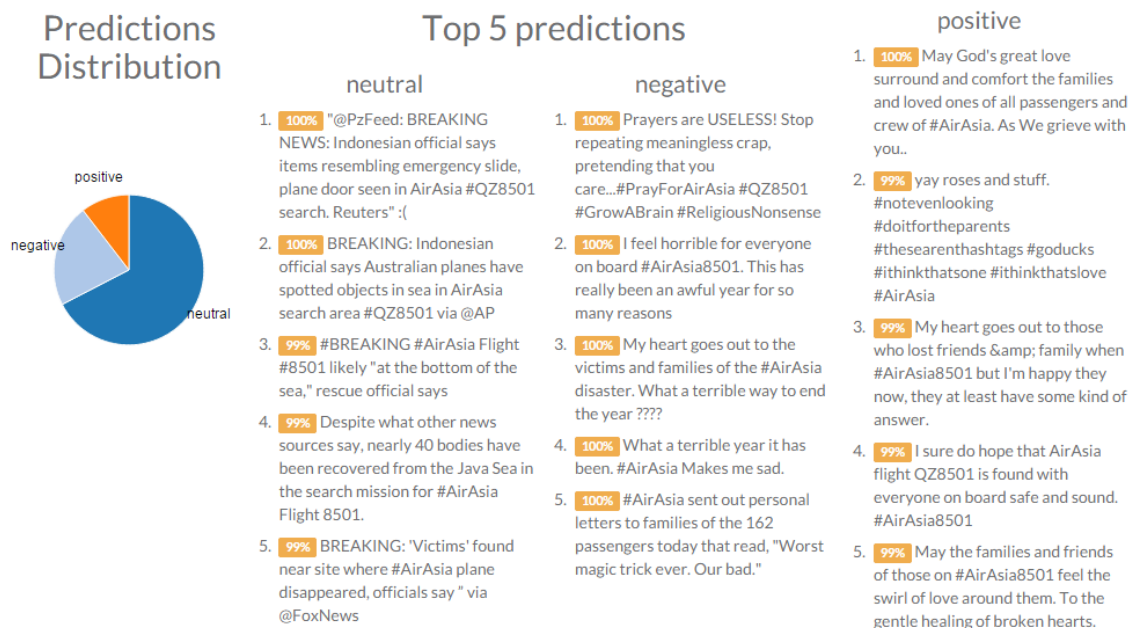 Predictions
Distribution
positive
negative
neutral
Top 5 predictions
neutral
1. 100% "@PzFeed: BREAKING
NEWS: Indonesian official says
items resembling emergency slide,
plane door seen in AirAsia #QZ8501
search. Reuters" :(
2. 100% BREAKING: Indonesian
official says Australian planes have
spotted objects in sea in AirAsia
search area #QZ8501 via @AP
3. 99% #BREAKING #AirAsia Flight
#8501 likely "at the bottom of the
sea," rescue official says
4. 99% Despite what other news
sources say, nearly 40 bodies have
been recovered from the Java Sea in
the search mission for #AirAsia
Flight 8501.
5. 99% BREAKING: 'Victims' found
near site where #AirAsia plane
disappeared, officials say " via
@FoxNews
negative
1. 100% Prayers are USELESS! Stop
repeating meaningless crap,
pretending that you
care...#PrayForAirAsia #QZ8501
#GrowABrain #ReligiousNonsense
2. 100% I feel horrible for everyone
on board #AirAsia8501. This has
really been an awful year for so
many reasons
3. 100% My heart goes out to the
victims and families of the #AirAsia
disaster. What a terrible way to end
the year ????
4. 100% What a terrible year it has
been. #AirAsia Makes me sad.
5. 100% #AirAsia sent out personal
letters to families of the 162
passengers today that read, "Worst
magic trick ever. Our bad."
positive
1. 100% May God's great love
surround and comfort the families
and loved ones of all passengers and
crew of #AirAsia. As We grieve with
you..
2. 99% yay roses and stuff.
#notevenlooking
#doitfortheparents
#thesearenthashtags #goducks
#ithinkthatsone #ithinkthatslove
#AirAsia
3. 99% My heart goes out to those
who lost friends &amp; family when
#AirAsia8501 but I'm happy they
now, they at least have some kind of
answer.
4. 99% I sure do hope that AirAsia
flight QZ8501 is found with
everyone on board safe and sound.
#AirAsia8501
5. 99% May the families and friends
of those on #AirAsia8501 feel the
swirl of love around them. To the
gentle healing of broken hearts.